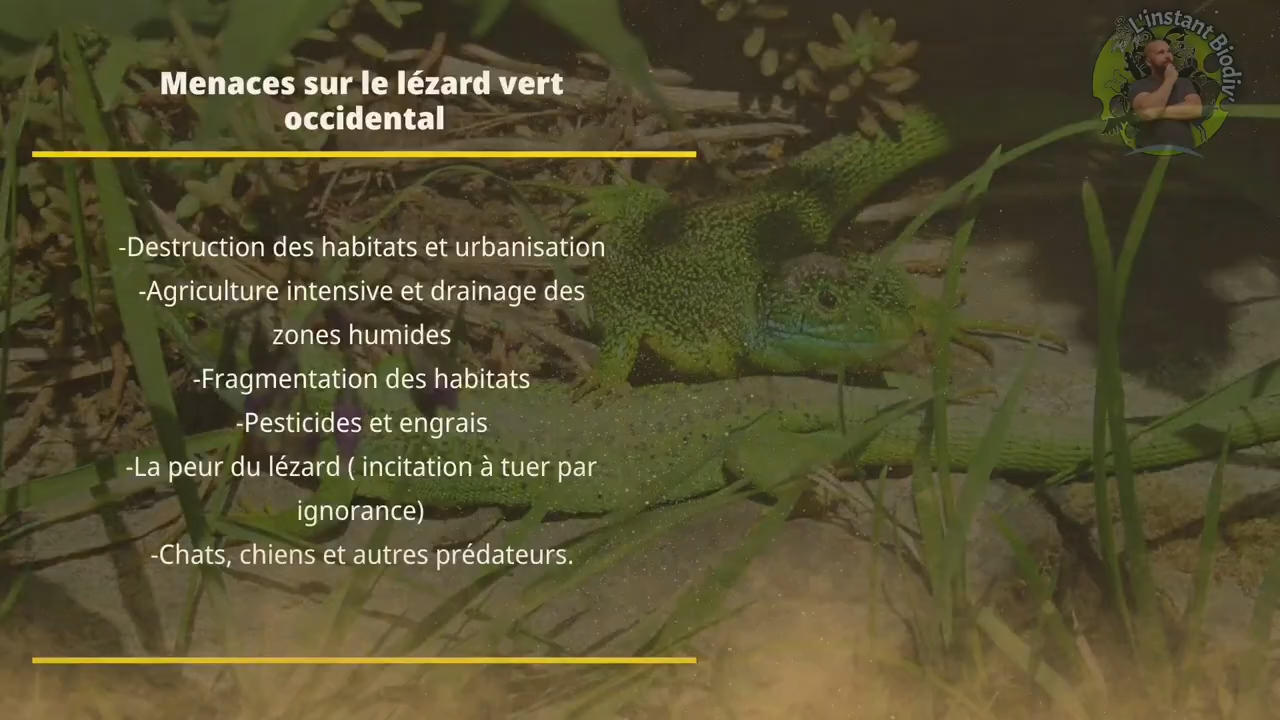 L'instant Biodiv'
Menaces sur le lézard vert
occidental
-Destruction des habitats et urbanisation
-Agriculture intensive et drainage des
zones humides
-Fragmentation des habitats
-Pesticides et engrais
-La peur du lézard ( incitation à tuer par
ignorance)
-Chats, chiens et autres prédateurs.